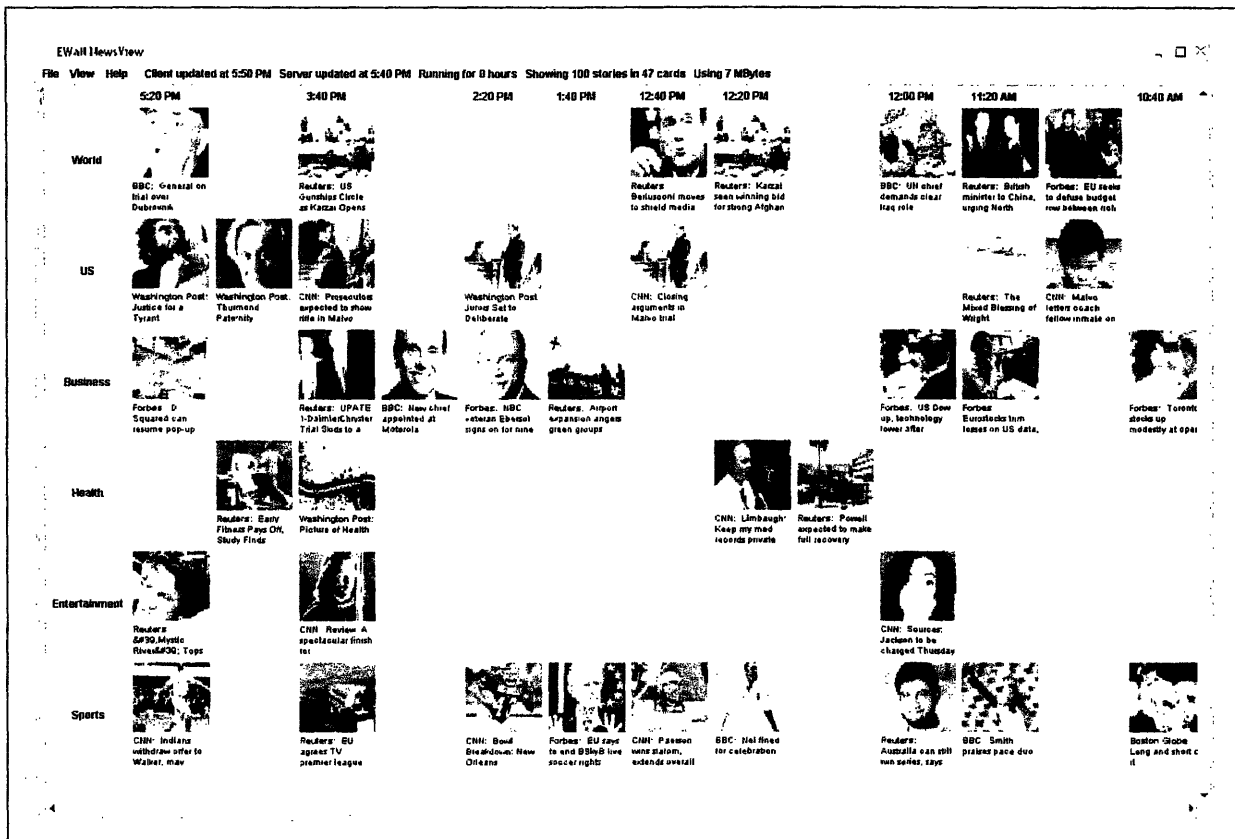 EWall NewsView
File View Help Client updated at 5:50 PM Server updated at 5:40 PM Running for 8 hours Showing 100 stories in 47 cards Using 7 MBytes
5:20 PM 3:40 PM 2:20 PM 1:40 PM 12:40 PM 12:20 PM 12:00 PM 11:20 AM 10:40 AM
World
BBC: General on
trial over
Dubrovnik
Reuters: US
Gunships Circle
as Karzai Opens
Reuters
Berlusconi moves
to shield media
Reuters: Karzai
seen winning bid
for strong Afghan
BBC: UN chief
demands clear
Iraq role
Reuters: British
minister to China,
urging North
Forbes: EU seeks
to defuse budget
row between rich
US
Washington Post:
Justice for a
Tyrant
Washington Post:
Thurmond
Paternity
CNN: Prosecutors
expected to show
rifle in Malvo
Washington Post
Jurors Set to
Deliberate
CNN: Closing
arguments in
Malvo trial
Reuters: The
Mixed Blessing of
Wright
CNN: Malvo
letters coach
fellow inmate on
Business
Forbes: D
Squared can
resume pop-up
Reuters: UPATE
1-DaimlerChrysler
Trial Skids to a
BBC: New chief
appointed at
Motorola
Forbes: NBC
veteran Ebersol
signs on for nine
Reuters: Airport
expansion angers
green groups
Forbes: US Dow
up, technology
lower after
Forbes
Eurostocks trim
losses on US data,
Forbes: Toronto
stocks up
modestly at open
Health
Reuters: Early
Fitness Pays Off,
Study Finds
Washington Post:
Picture of Health
CNN: Limbaugh:
Keep my med
records private
Reuters: Powell
expected to make
full recovery
Entertainment
Reuters
&#39;Mystic
River&#39; Tops
CNN Review A
spectacular finish
for
CNN: Sources:
Jackson to be
charged Thursday
Sports
CNN: Indians
withdraw offer to
Walker, may
Reuters: EU
agrees TV
premier league
CNN: Bowl
Breakdown: New
Orleans
Forbes: EU says
to end BSkyB live
soccer rights
CNN: Paerson
wins slalom,
extends overall
BBC: Nel fined
for celebration
Reuters:
Australia can still
win series, says
BBC Smith
praises pace duo
Boston Globe
Long and short o
it